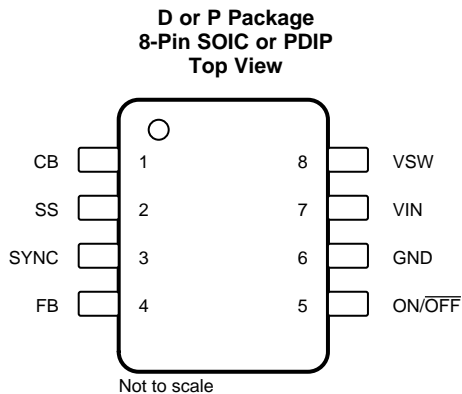 D or P Package
8-Pin SOIC or PDIP
Top View
CB 1 8 VSW
SS 2 7 VIN
SYNC 3 6 GND
FB 4 5 ON/O̅F̅F̅
Not to scale